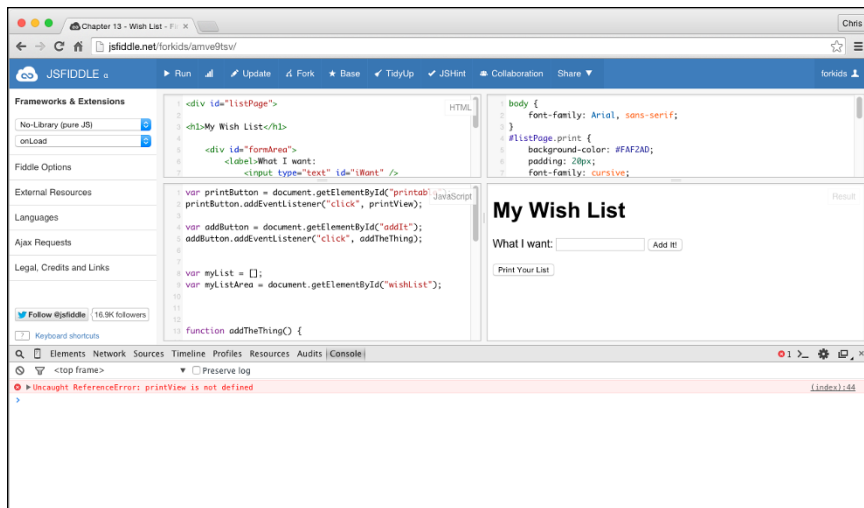 Chapter 13 - Wish List - Fi ×
Chris
jsfiddle.net/forkids/amve9tsv/
JSFIDDLE α
Run
Update
Fork
Base
TidyUp
JSHint
Collaboration
Share ▼
forkids
Frameworks & Extensions
No-Library (pure JS)
onLoad
Fiddle Options
External Resources
Languages
Ajax Requests
Legal, Credits and Links
Follow @jsfiddle 16.9K followers
? Keyboard shortcuts
HTML
1 <div id="listPage">
2
3 <h1>My Wish List</h1>
4
5 <div id="formArea">
6 <label>What I want:
7 <input type="text" id="iWant" />
1 body {
2 font-family: Arial, sans-serif;
3 }
4 #listPage.print {
5 background-color: #FAF2AD;
6 padding: 20px;
7 font-family: cursive;
JavaScript
1 var printButton = document.getElementById("printabl
2 printButton.addEventListener("click", printView);
3
4 var addButton = document.getElementById("addIt");
5 addButton.addEventListener("click", addTheThing);
6
7
8 var myList = [];
9 var myListArea = document.getElementById("wishList");
10
11
12
13 function addTheThing() {
Result
My Wish List
What I want: Add It!
Print Your List
Elements Network Sources Timeline Profiles Resources Audits Console
1
<top frame> ▼ Preserve log
Uncaught ReferenceError: printView is not defined (index):44